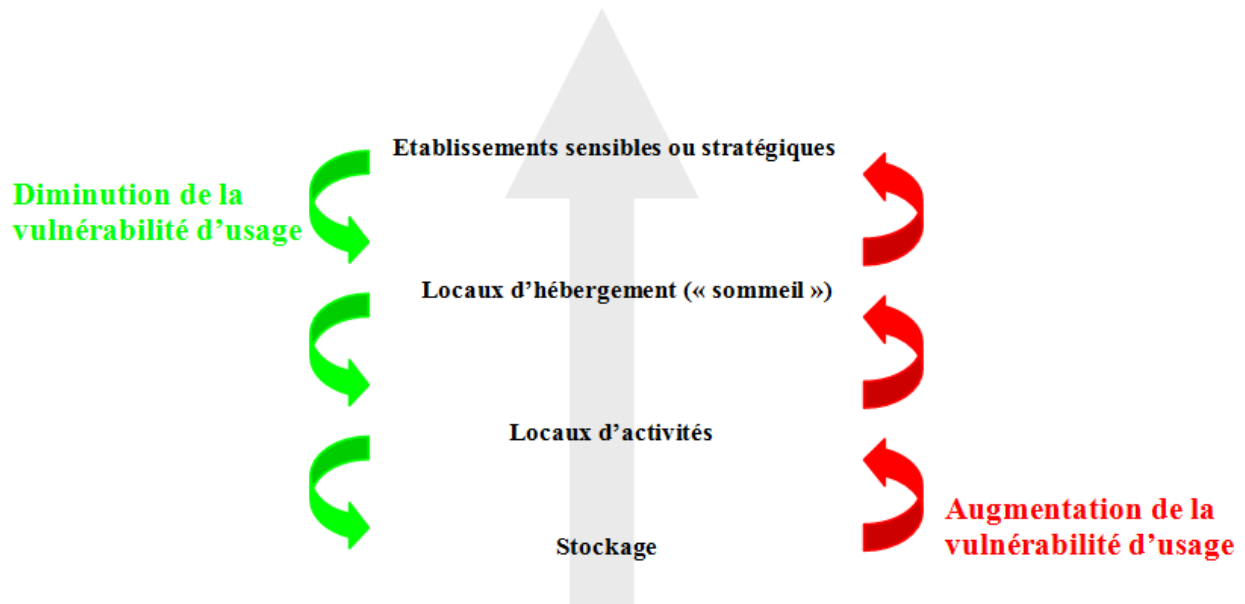 Etablissements sensibles ou stratégiques
Diminution de la
vulnérabilité d’usage
Locaux d’hébergement (« sommeil »)
Locaux d’activités
Augmentation de la
vulnérabilité d’usage
Stockage